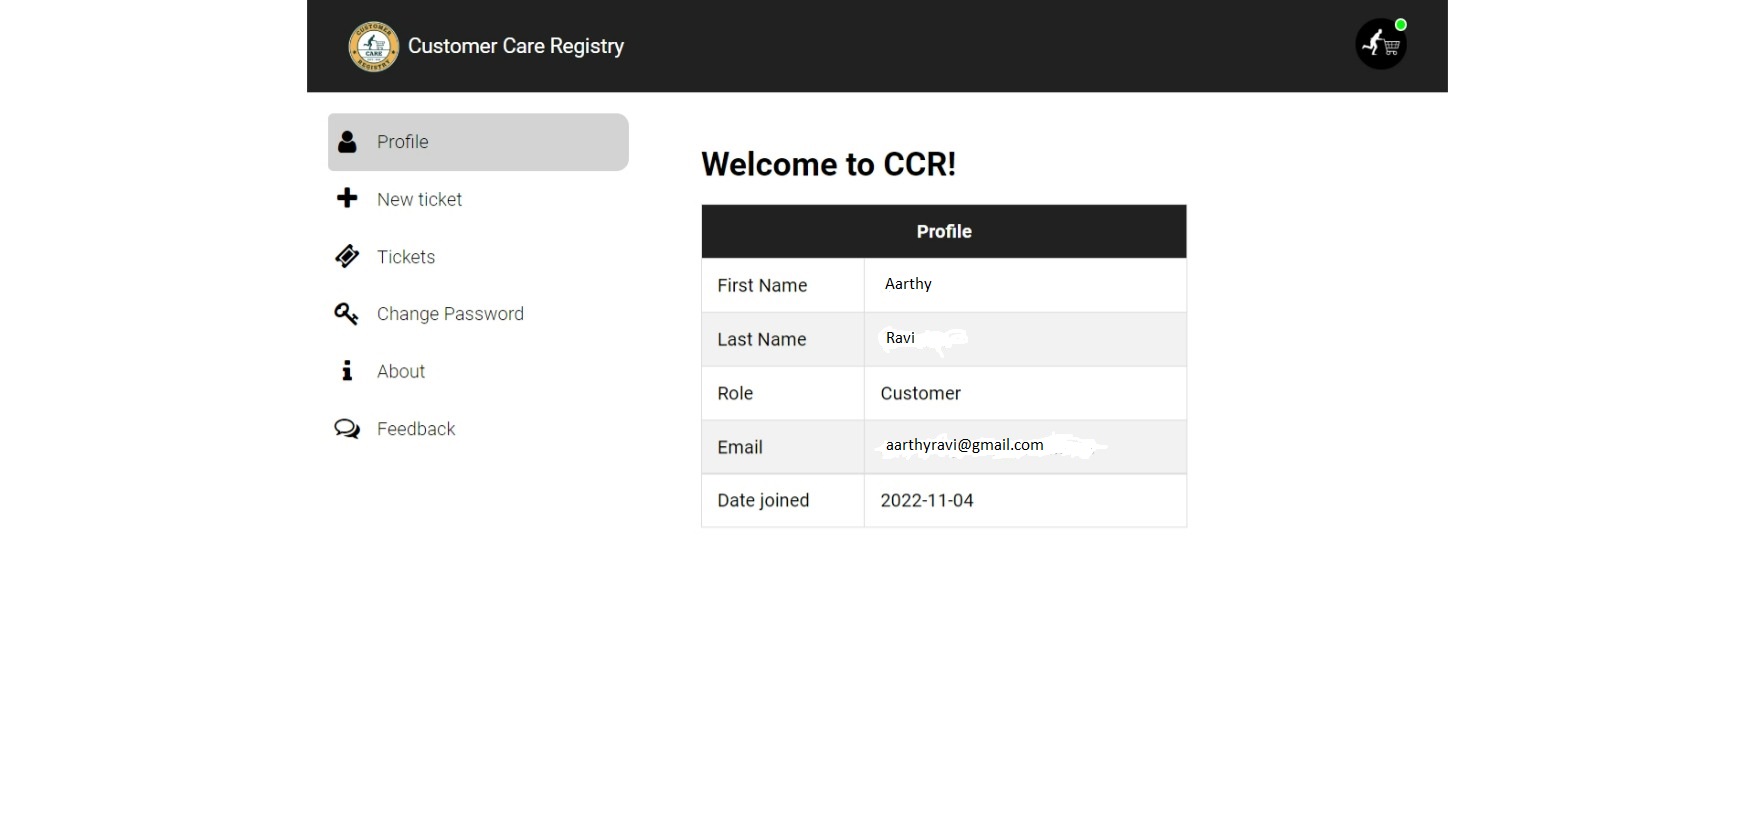 CUSTOMER
CARE
REGISTRY
Customer Care Registry
Profile
New ticket
Tickets
Change Password
About
Feedback
Welcome to CCR!
Profile
First Name Aarthy
Last Name Ravi
Role Customer
Email aarthyravi@gmail.com
Date joined 2022-11-04